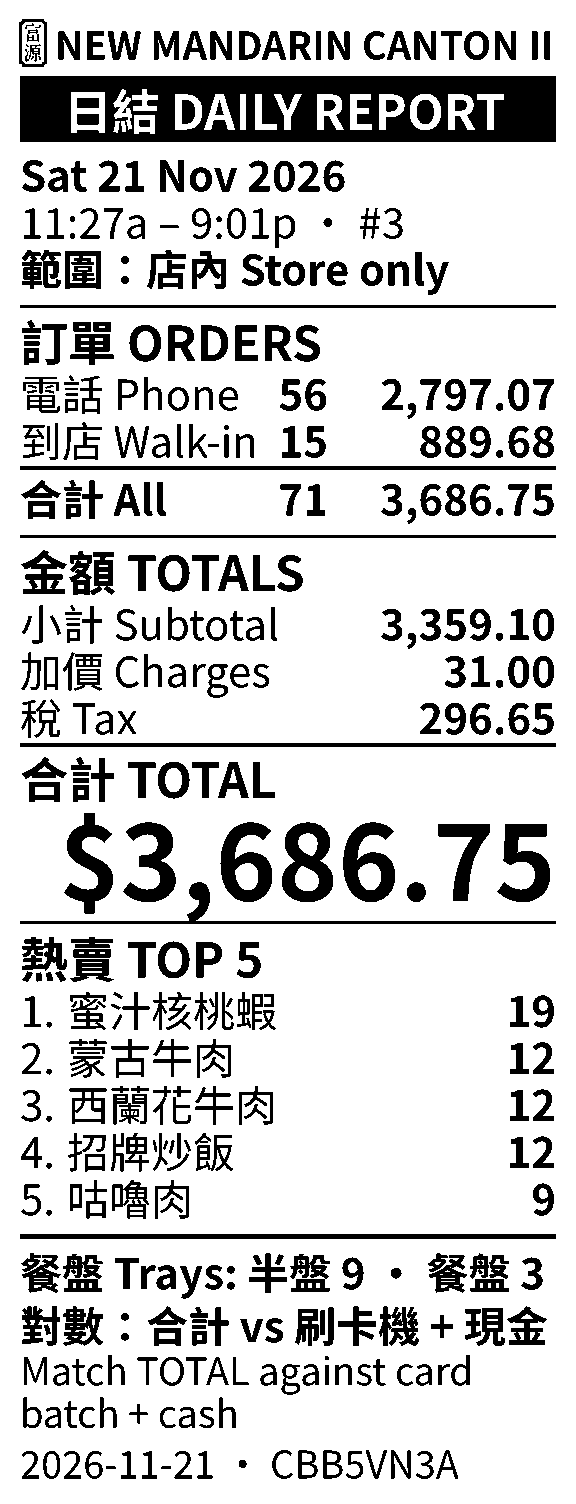 富源 NEW MANDARIN CANTON II
日結 DAILY REPORT
Sat 21 Nov 2026
11:27a – 9:01p • #3
範圍：店內 Store only
訂單 ORDERS
電話 Phone 56 2,797.07
到店 Walk-in 15 889.68
合計 All 71 3,686.75
金額 TOTALS
小計 Subtotal 3,359.10
加價 Charges 31.00
稅 Tax 296.65
合計 TOTAL
$3,686.75
熱賣 TOP 5
1. 蜜汁核桃蝦 19
2. 蒙古牛肉 12
3. 西蘭花牛肉 12
4. 招牌炒飯 12
5. 咕嚕肉 9
餐盤 Trays: 半盤 9 • 餐盤 3
對數：合計 vs 刷卡機 + 現金
Match TOTAL against card
batch + cash
2026-11-21 • CBB5VN3A